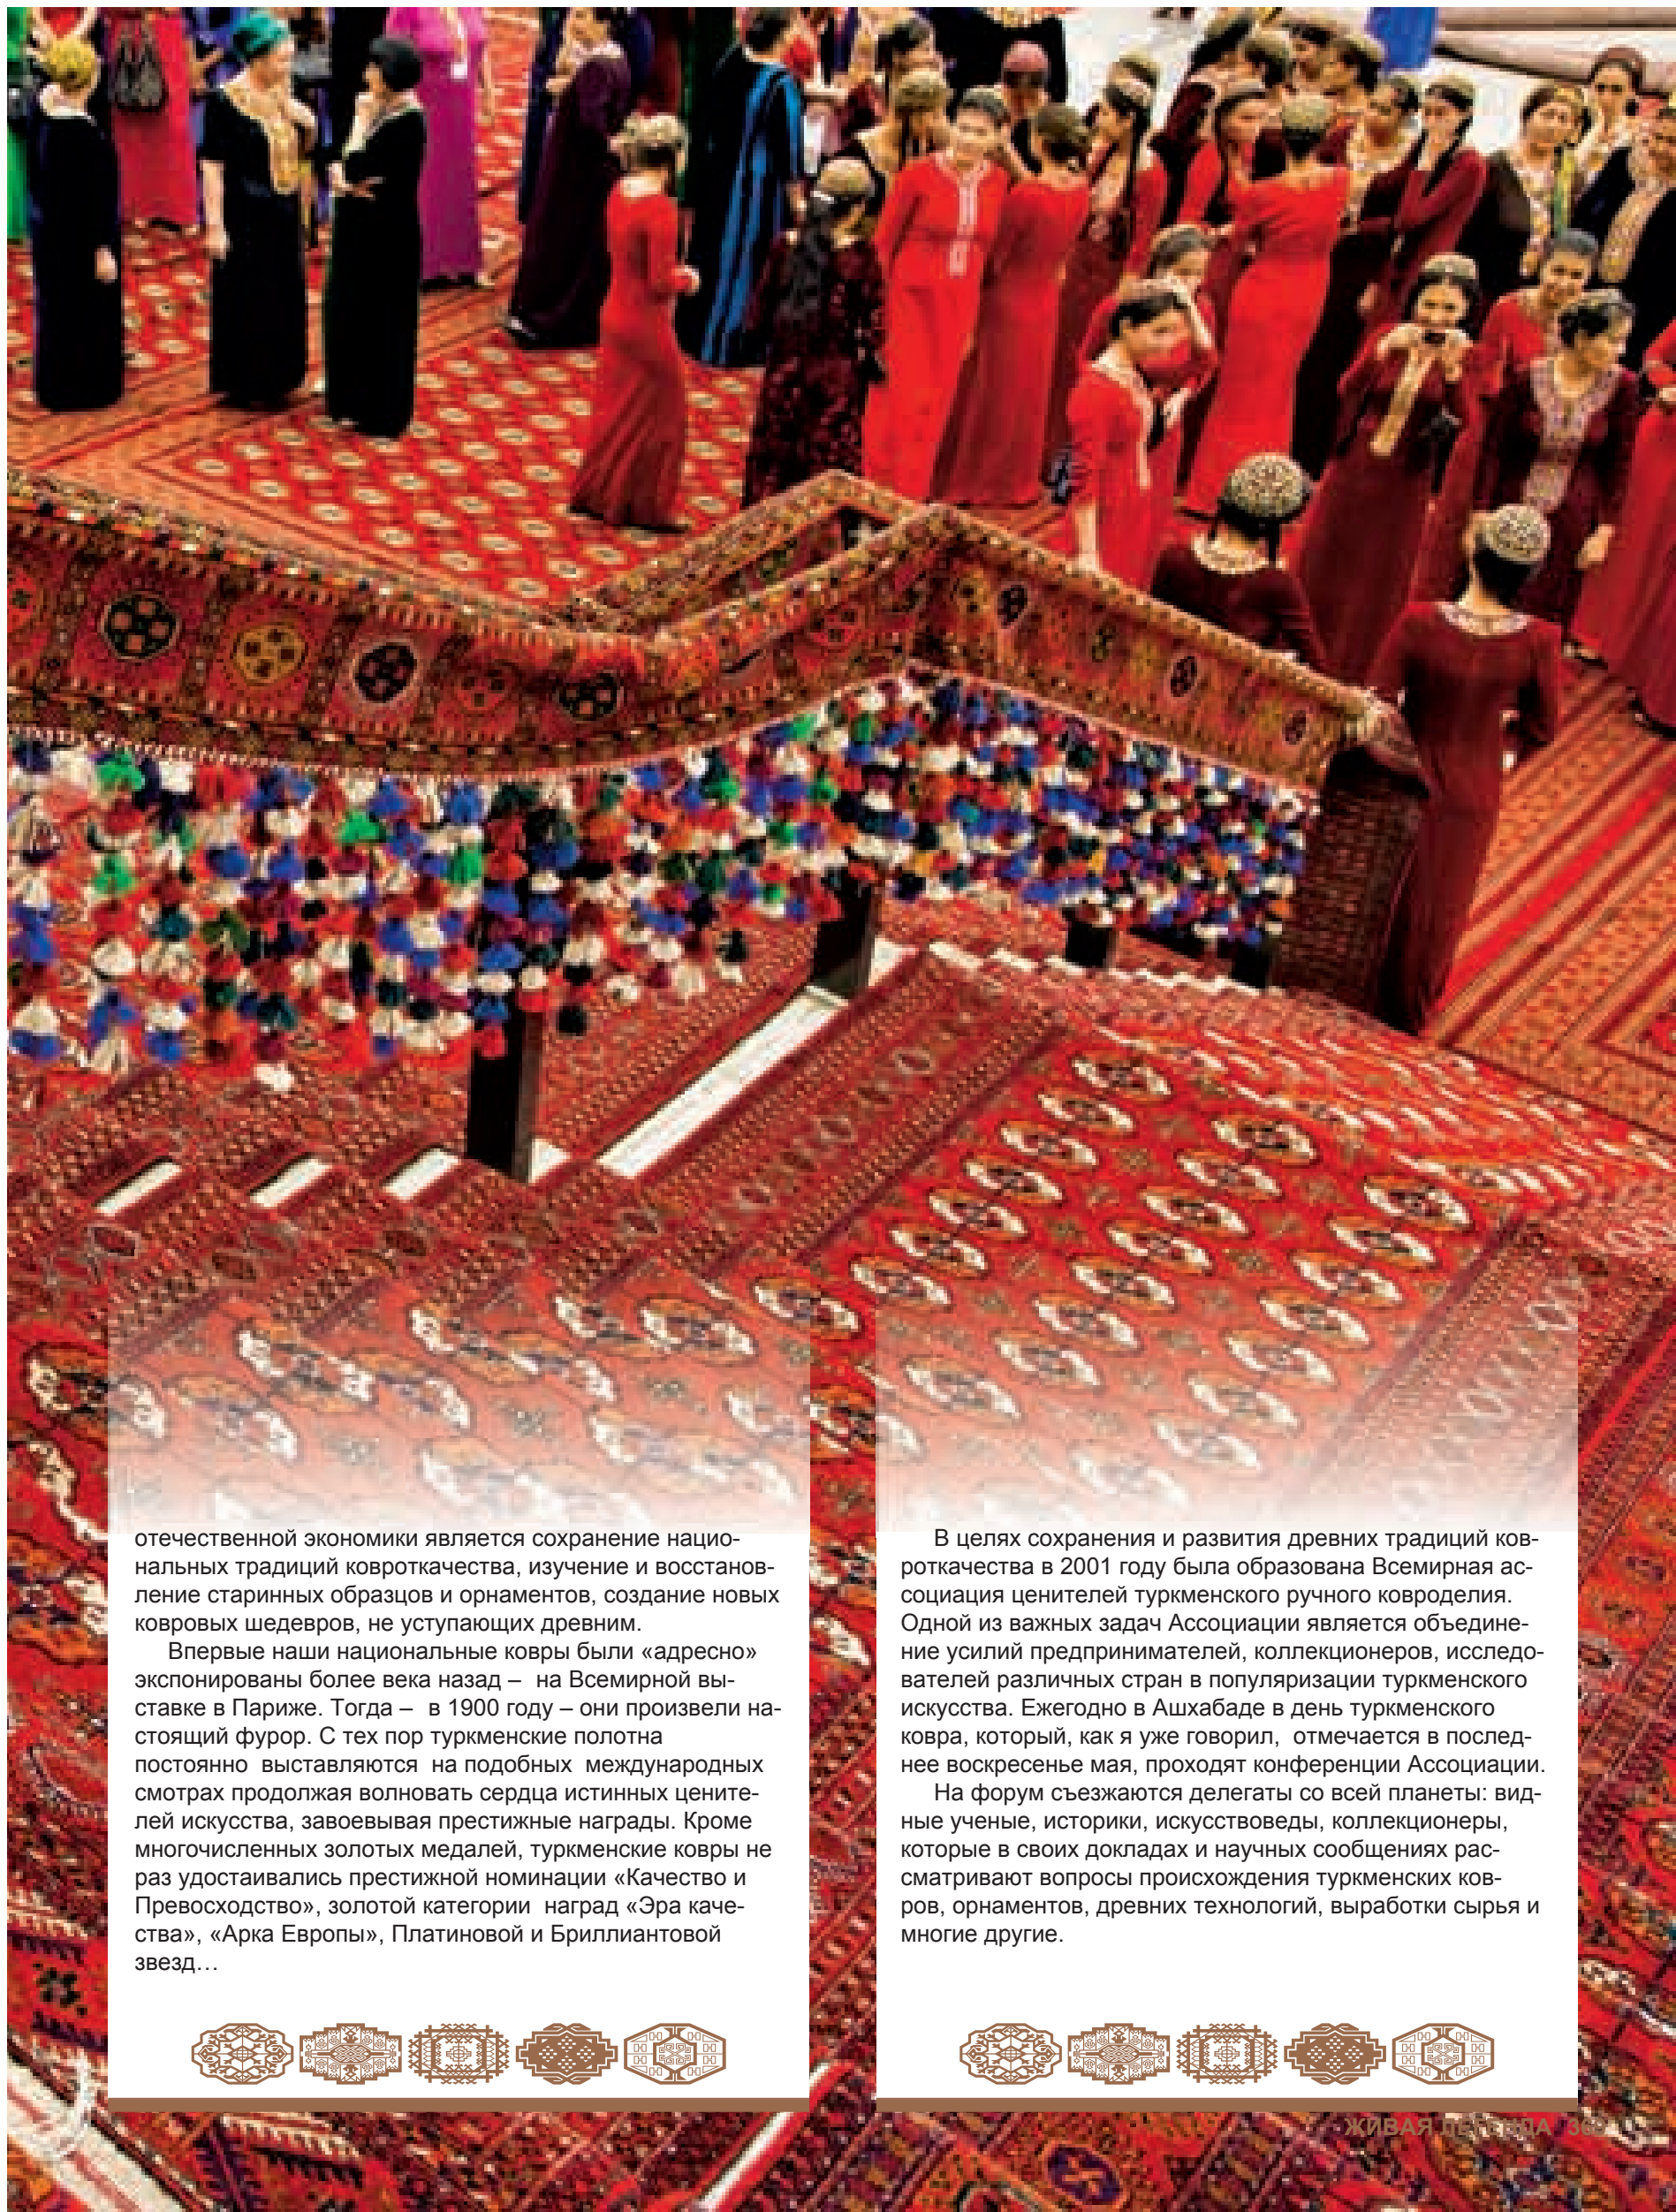 отечественной экономики является сохранение нацио-
нальных традиций ковроткачества, изучение и восстанов-
ление старинных образцов и орнаментов, создание новых
ковровых шедевров, не уступающих древним.
Впервые наши национальные ковры были «адресно»
экспонированы более века назад – на Всемирной вы-
ставке в Париже. Тогда – в 1900 году – они произвели на-
стоящий фурор. С тех пор туркменские полотна
постоянно выставляются на подобных международных
смотрах продолжая волновать сердца истинных цените-
лей искусства, завоевывая престижные награды. Кроме
многочисленных золотых медалей, туркменские ковры не
раз удостаивались престижной номинации «Качество и
Превосходство», золотой категории наград «Эра каче-
ства», «Арка Европы», Платиновой и Бриллиантовой
звезд…
В целях сохранения и развития древних традиций ков-
роткачества в 2001 году была образована Всемирная ас-
социация ценителей туркменского ручного ковроделия.
Одной из важных задач Ассоциации является объедине-
ние усилий предпринимателей, коллекционеров, исследо-
вателей различных стран в популяризации туркменского
искусства. Ежегодно в Ашхабаде в день туркменского
ковра, который, как я уже говорил, отмечается в послед-
нее воскресенье мая, проходят конференции Ассоциации.
На форум съезжаются делегаты со всей планеты: вид-
ные ученые, историки, искусствоведы, коллекционеры,
которые в своих докладах и научных сообщениях рас-
сматривают вопросы происхождения туркменских ков-
ров, орнаментов, древних технологий, выработки сырья и
многие другие.
ЖИВАЯ ЛЕГЕНДА